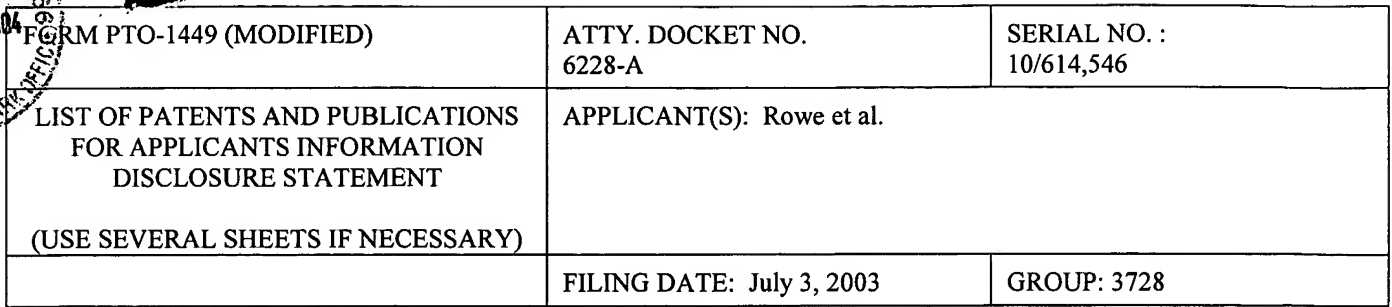 FORM PTO-1449 (MODIFIED)
ATTY. DOCKET NO.
6228-A
SERIAL NO. :
10/614,546
LIST OF PATENTS AND PUBLICATIONS
FOR APPLICANTS INFORMATION
DISCLOSURE STATEMENT
(USE SEVERAL SHEETS IF NECESSARY)
APPLICANT(S): Rowe et al.
FILING DATE: July 3, 2003
GROUP: 3728